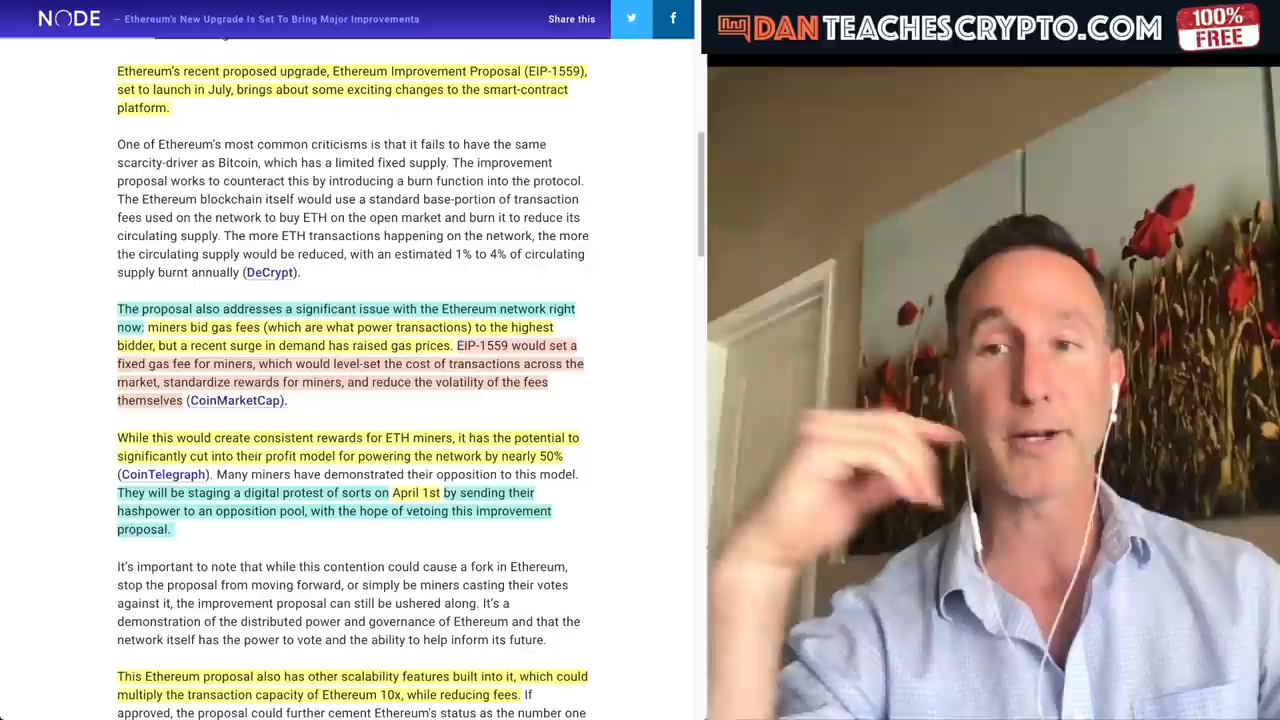 NODE
— Ethereum's New Upgrade Is Set To Bring Major Improvements
Share this
DANTEACHESCRYPTO.COM
100%
FREE
Ethereum's recent proposed upgrade, Ethereum Improvement Proposal (EIP-1559),
set to launch in July, brings about some exciting changes to the smart-contract
platform.
One of Ethereum's most common criticisms is that it fails to have the same
scarcity-driver as Bitcoin, which has a limited fixed supply. The improvement
proposal works to counteract this by introducing a burn function into the protocol.
The Ethereum blockchain itself would use a standard base-portion of transaction
fees used on the network to buy ETH on the open market and burn it to reduce its
circulating supply. The more ETH transactions happening on the network, the more
the circulating supply would be reduced, with an estimated 1% to 4% of circulating
supply burnt annually (DeCrypt).
The proposal also addresses a significant issue with the Ethereum network right
now: miners bid gas fees (which are what power transactions) to the highest
bidder, but a recent surge in demand has raised gas prices. EIP-1559 would set a
fixed gas fee for miners, which would level-set the cost of transactions across the
market, standardize rewards for miners, and reduce the volatility of the fees
themselves (CoinMarketCap).
While this would create consistent rewards for ETH miners, it has the potential to
significantly cut into their profit model for powering the network by nearly 50%
(CoinTelegraph). Many miners have demonstrated their opposition to this model.
They will be staging a digital protest of sorts on April 1st by sending their
hashpower to an opposition pool, with the hope of vetoing this improvement
proposal.
It's important to note that while this contention could cause a fork in Ethereum,
stop the proposal from moving forward, or simply be miners casting their votes
against it, the improvement proposal can still be ushered along. It's a
demonstration of the distributed power and governance of Ethereum and that the
network itself has the power to vote and the ability to help inform its future.
This Ethereum proposal also has other scalability features built into it, which could
multiply the transaction capacity of Ethereum 10x, while reducing fees. If
approved, the proposal could further cement Ethereum's status as the number one